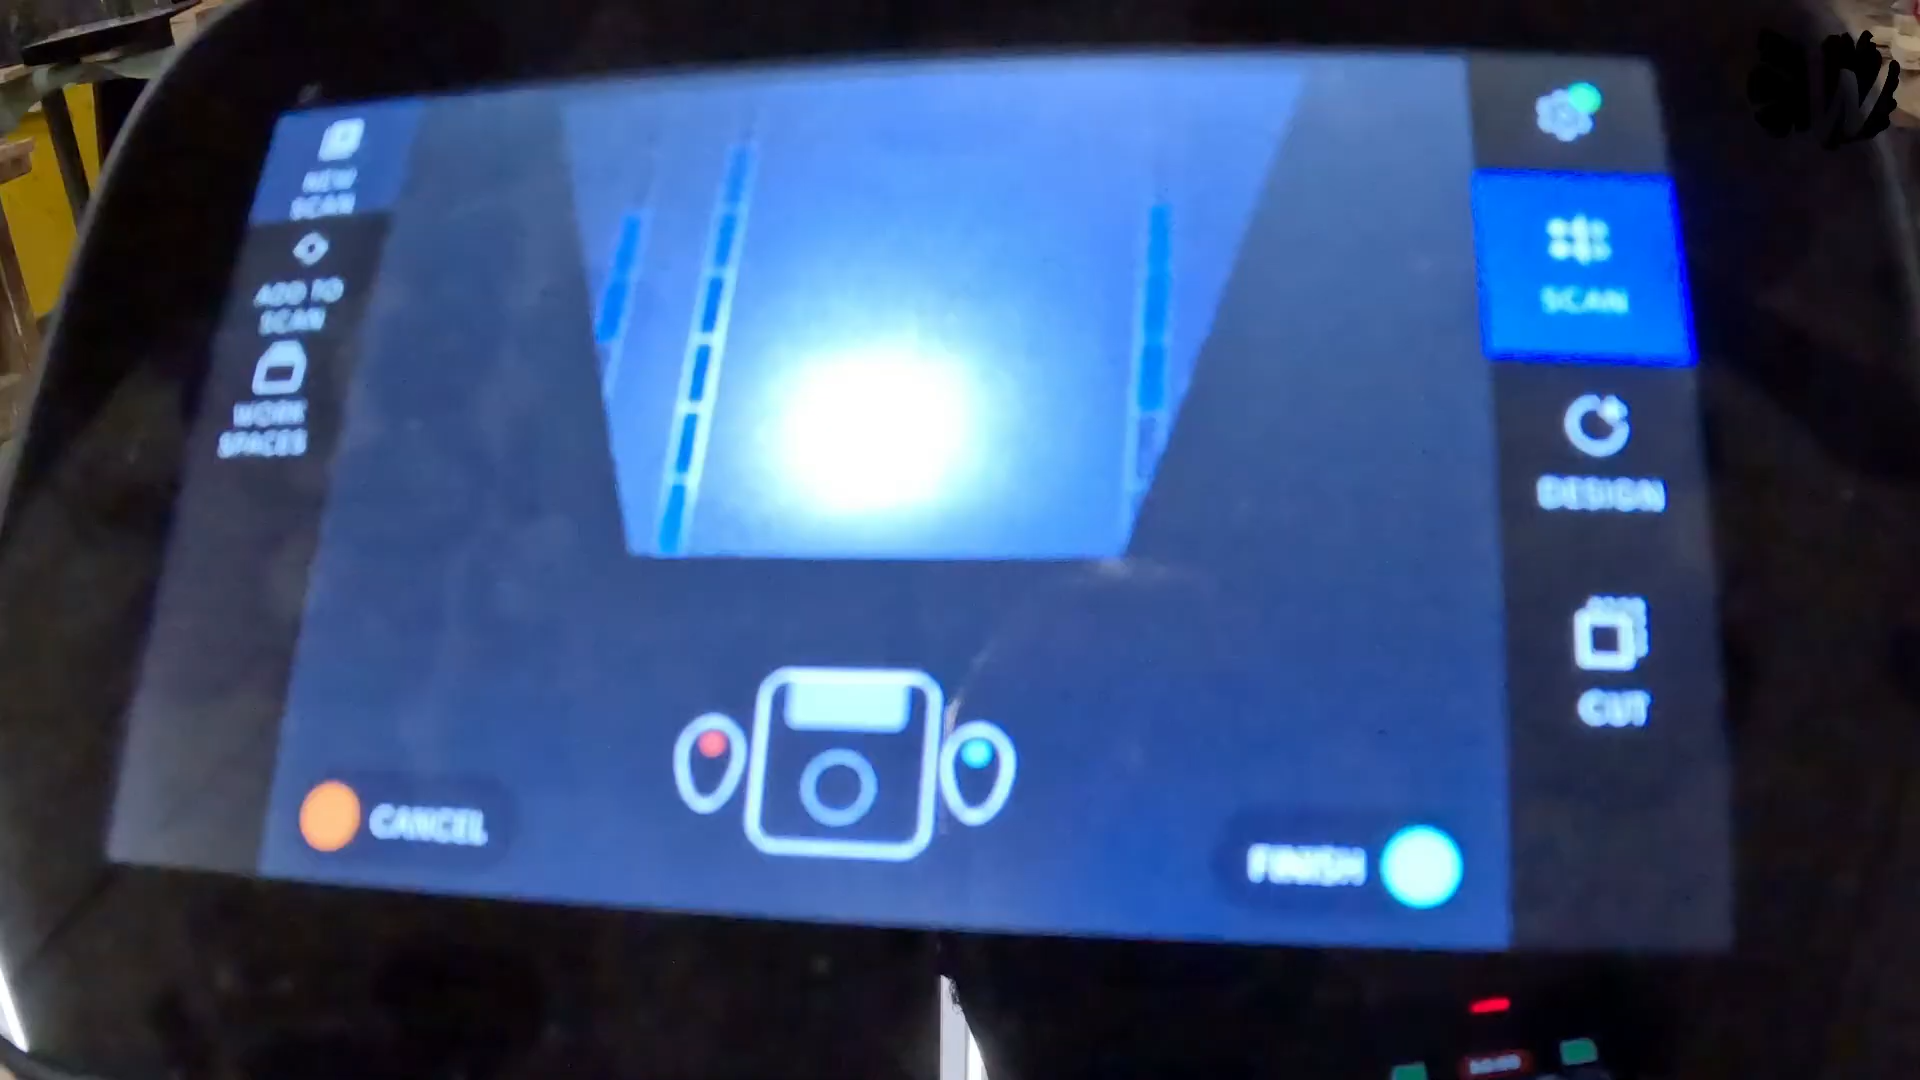 NEW
SCAN
ADD TO
SCAN
WORK
SPACES
SCAN
DESIGN
CUT
CANCEL
FINISH